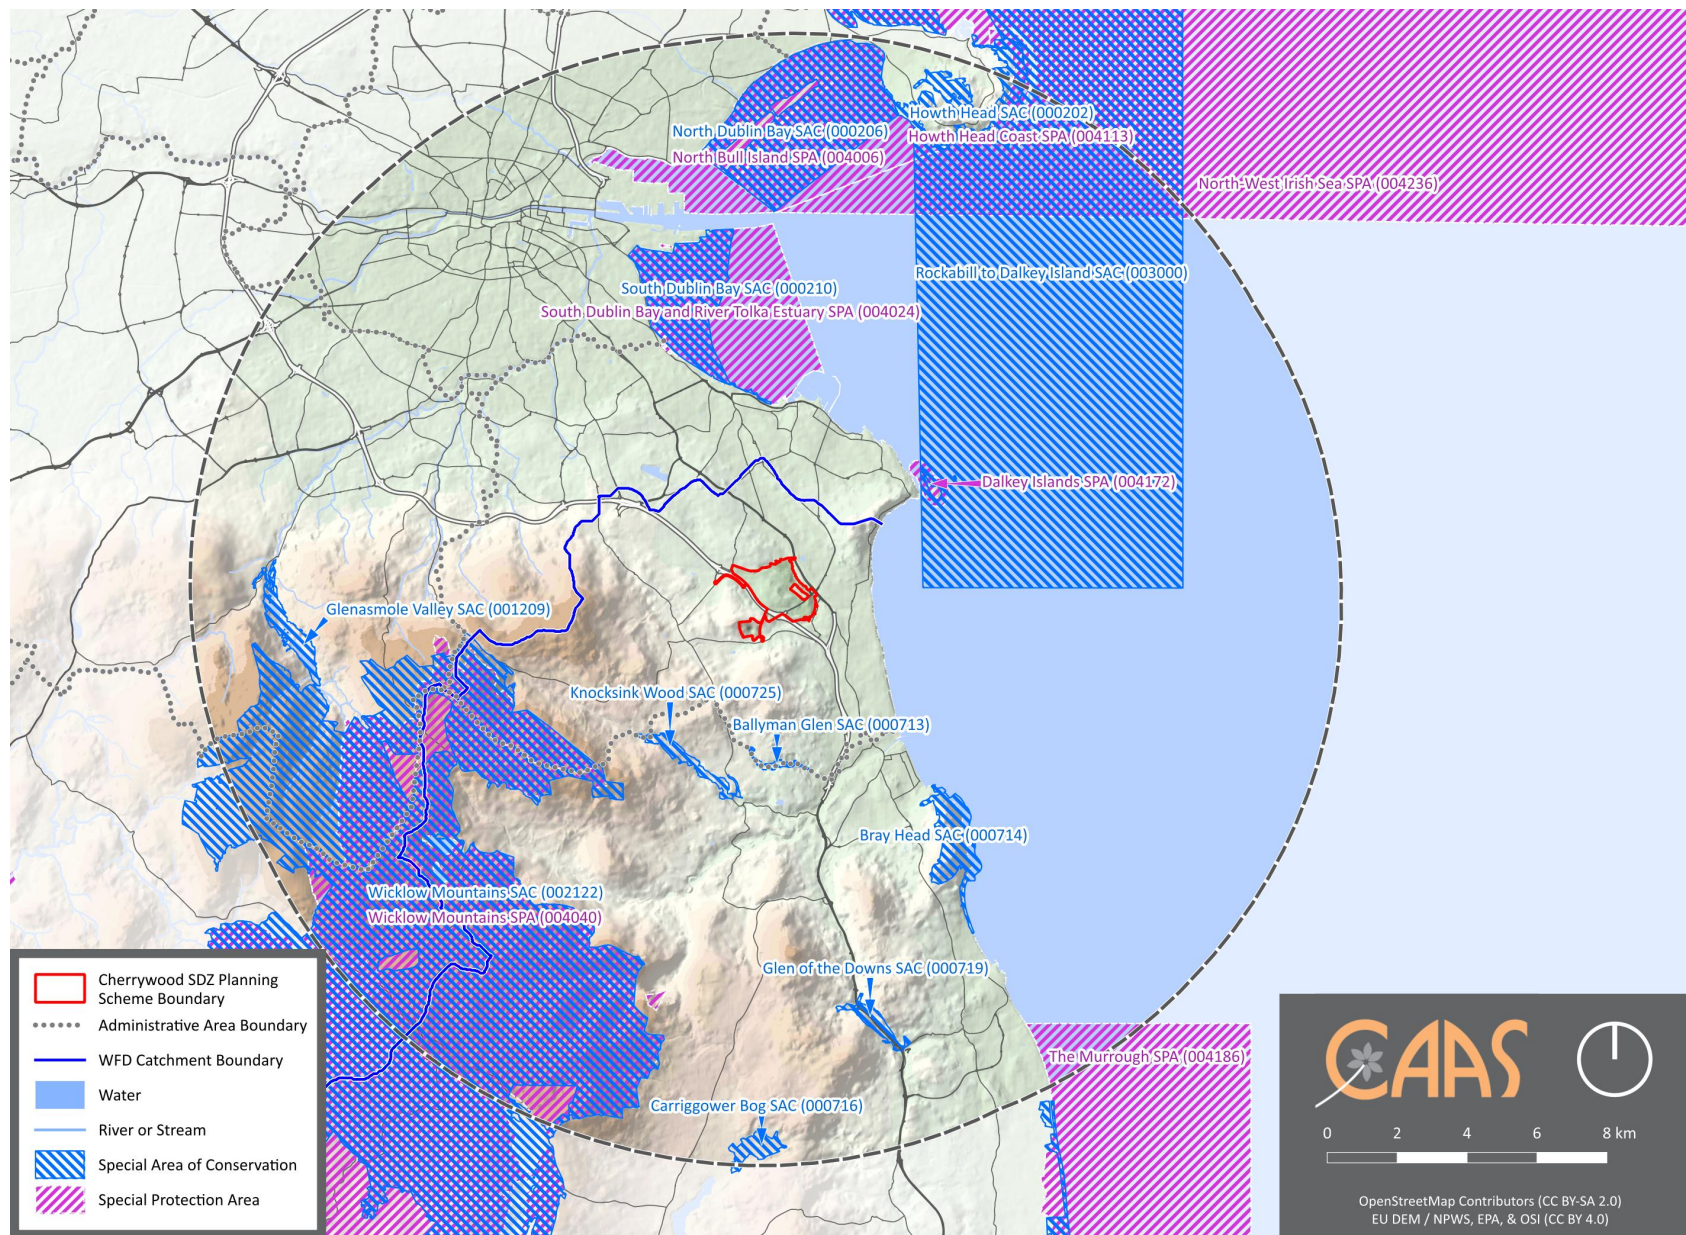 Howth Head SAC (000202)
North Dublin Bay SAC (000206)
Howth Head Coast SPA (004113)
North Bull Island SPA (004006)
North-West Irish Sea SPA (004236)
Rockabill to Dalkey Island SAC (003000)
South Dublin Bay SAC (000210)
South Dublin Bay and River Tolka Estuary SPA (004024)
Dalkey Islands SPA (004172)
Glenasmole Valley SAC (001209)
Knocksink Wood SAC (000725)
Ballyman Glen SAC (000713)
Bray Head SAC (000714)
Wicklow Mountains SAC (002122)
Wicklow Mountains SPA (004040)
Glen of the Downs SAC (000719)
The Murrough SPA (004186)
Carriggower Bog SAC (000716)
Cherrywood SDZ Planning
Scheme Boundary
Administrative Area Boundary
WFD Catchment Boundary
Water
River or Stream
Special Area of Conservation
Special Protection Area
CAAS
0 2 4 6 8 km
OpenStreetMap Contributors (CC BY-SA 2.0)
EU DEM / NPWS, EPA, & OSI (CC BY 4.0)